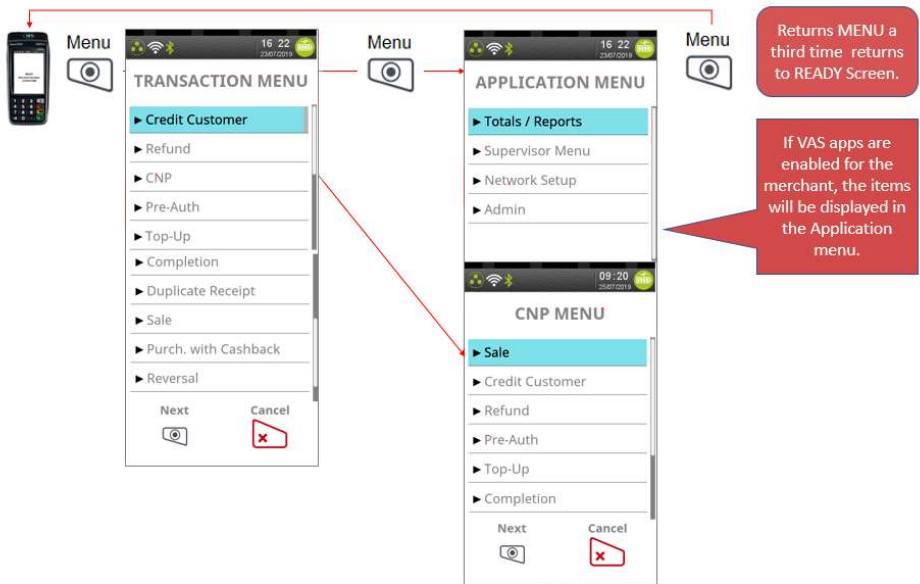 Menu
16 22
23/07/2019
TRANSACTION MENU
Credit Customer
Refund
CNP
Pre-Auth
Top-Up
Completion
Duplicate Receipt
Sale
Purch. with Cashback
Reversal
Next
Cancel
Menu
16 22
23/07/2019
APPLICATION MENU
Totals / Reports
Supervisor Menu
Network Setup
Admin
09:20
25/07/2019
CNP MENU
Sale
Credit Customer
Refund
Pre-Auth
Top-Up
Completion
Next
Cancel
Menu
Returns MENU a
third time returns
to READY Screen.
If VAS apps are
enabled for the
merchant, the items
will be displayed in
the Application
menu.